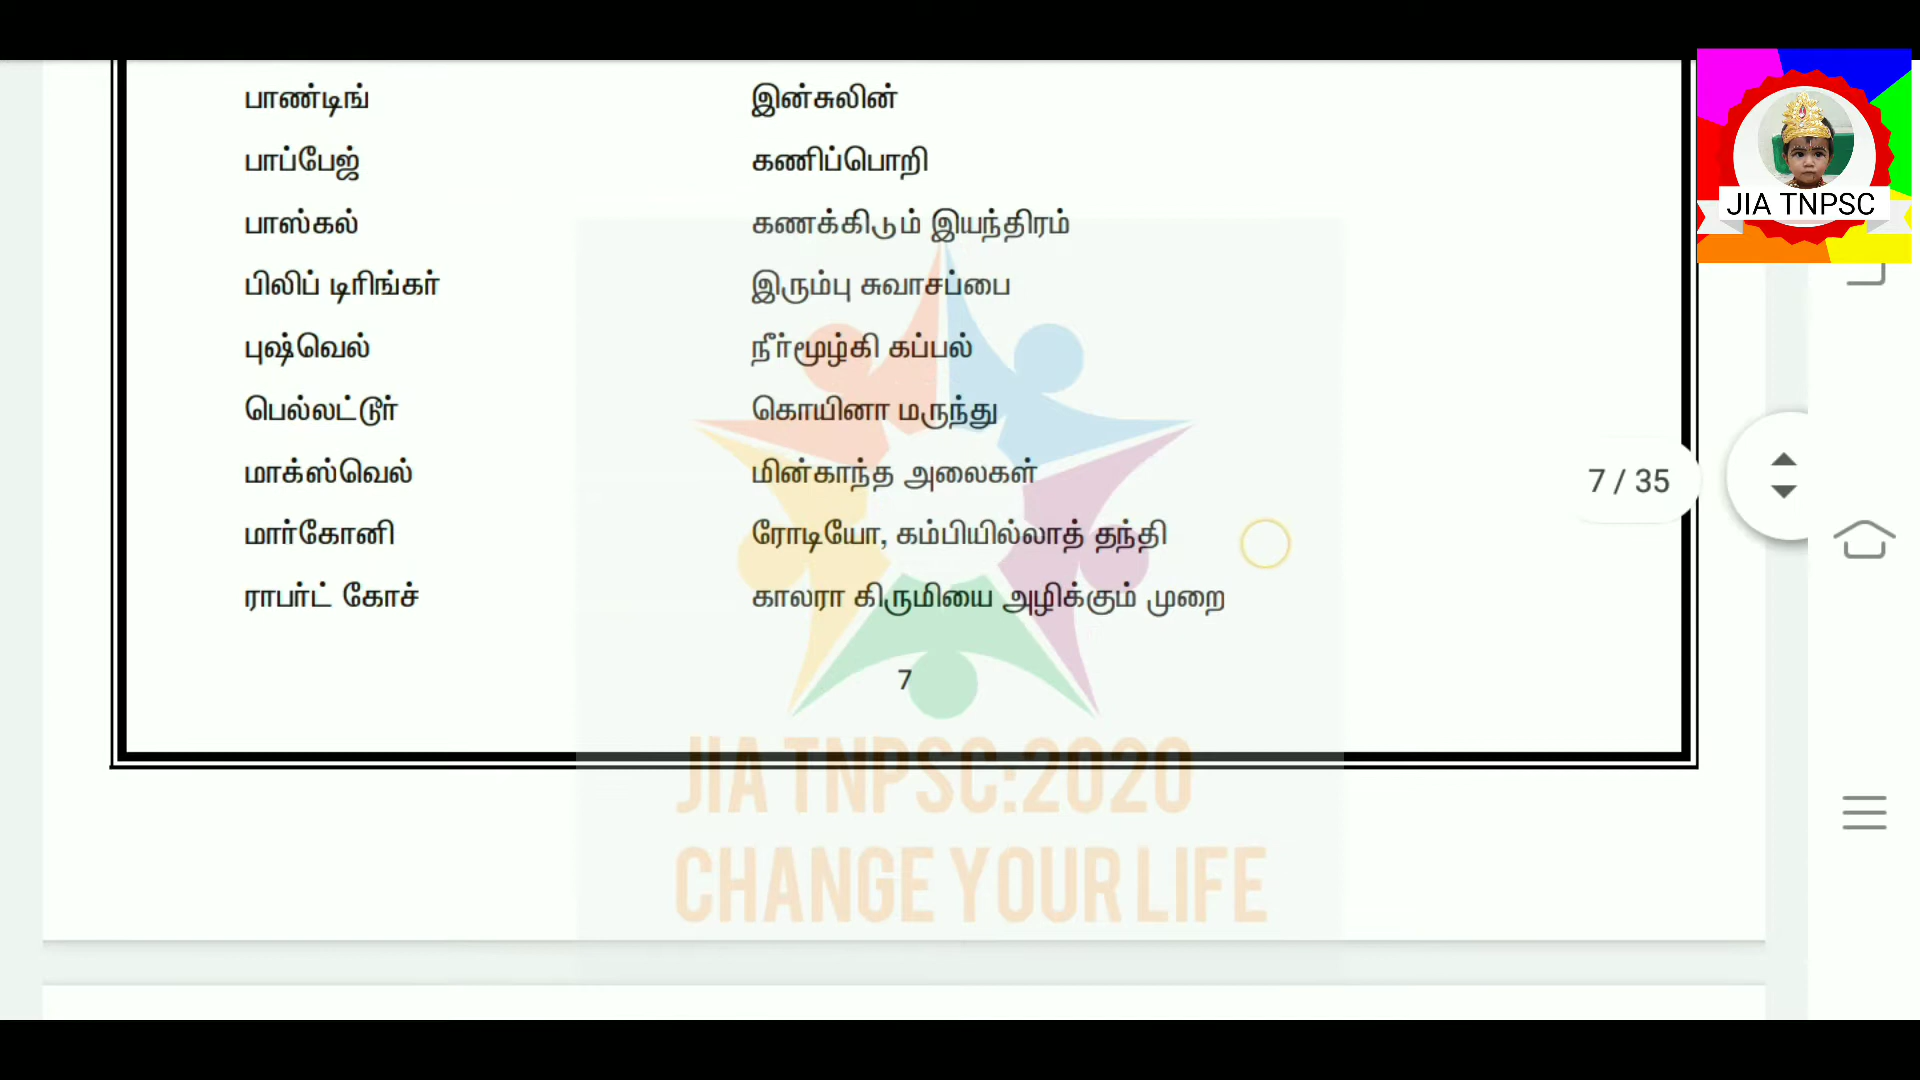 பாண்டிங் இன்சுலின்
பாப்பேஜ் கணிப்பொறி
பாஸ்கல் கணக்கிடும் இயந்திரம்
பிலிப் டிரிங்கர் இரும்பு சுவாசப்பை
புஷ்வெல் நீர்மூழ்கி கப்பல்
பெல்லட்டூர் கொயினா மருந்து
மாக்ஸ்வெல் மின்காந்த அலைகள்
மார்கோனி ரோடியோ, கம்பியில்லாத் தந்தி
ராபர்ட் கோச் காலரா கிருமியை அழிக்கும் முறை
7
JIA TNPSC:2020
CHANGE YOUR LIFE
JIA TNPSC
7 / 35